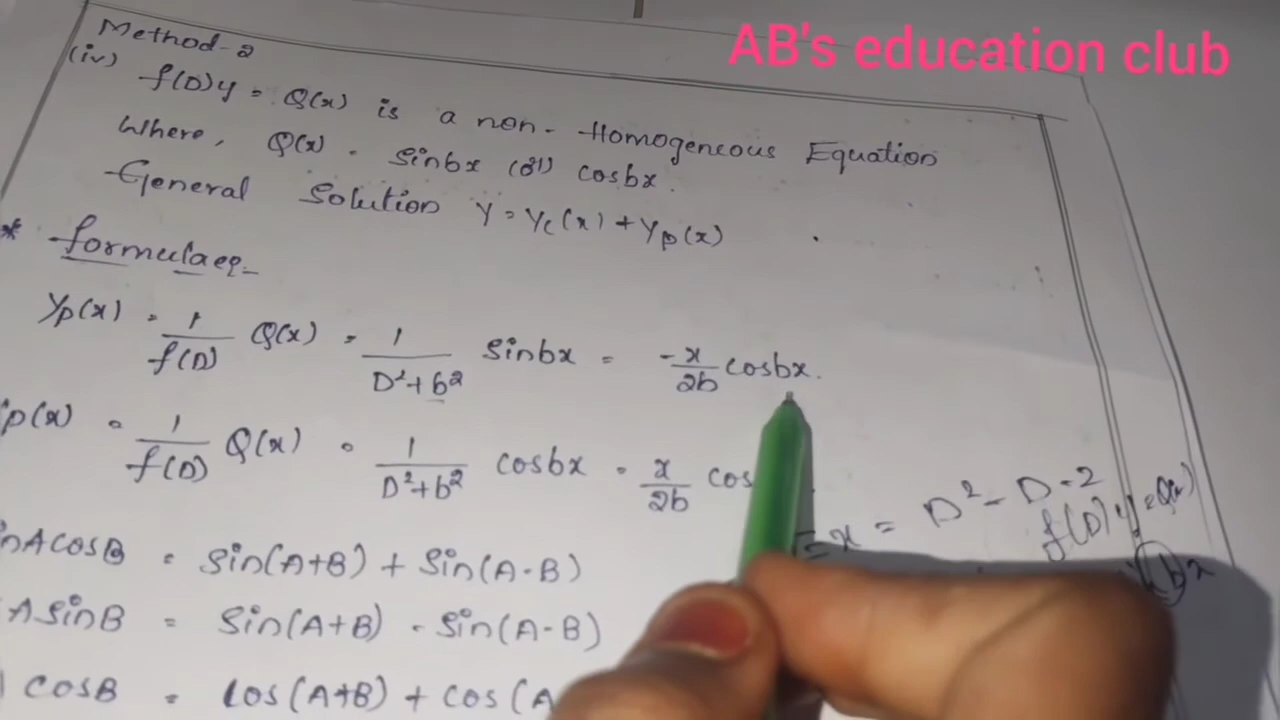 AB's education club
Method-2
(iv) f(D)y = Q(x) is a non-Homogeneous Equation
Where, Q(x) = sinbx (or) cosbx.
General Solution Y = Yc(x) + Yp(x)
* formulae:-
Yp(x) = 1/f(D) Q(x) = 1/D²+b² sinbx = -x/2b cosbx.
p(x) = 1/f(D) Q(x) = 1/D²+b² cosbx = x/2b cos
D² - D - 2
f(D)y = Q(x)
bx
nAcosB = sin(A+B) + sin(A-B)
AsinB = sin(A+B) - sin(A-B)
cosB = cos(A+B) + cos(A